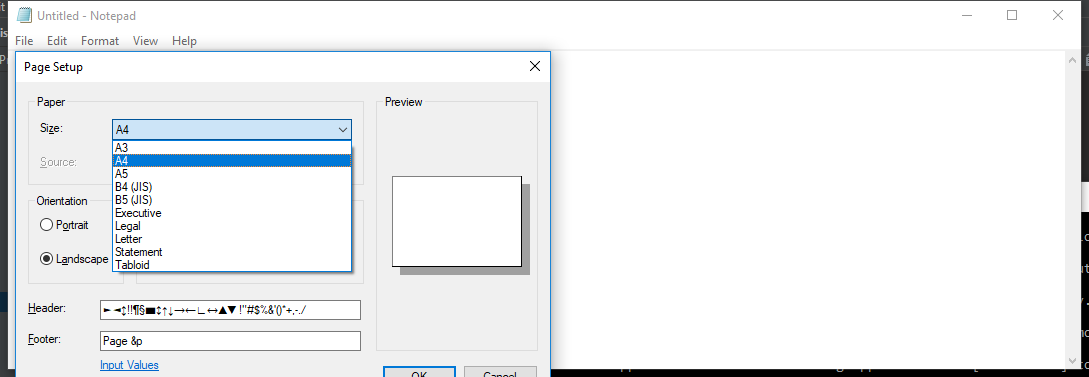 Untitled - Notepad
File Edit Format View Help
Page Setup
Paper
Size: A4
A3
A4
A5
B4 (JIS)
B5 (JIS)
Executive
Legal
Letter
Statement
Tabloid
Source:
Orientation
Portrait
Landscape
Preview
Header: ► ◄↕‼¶§▬↨↑↓→←∟↔▲▼ !"#$%&'()*+,-./
Footer: Page &p
Input Values
OK Cancel